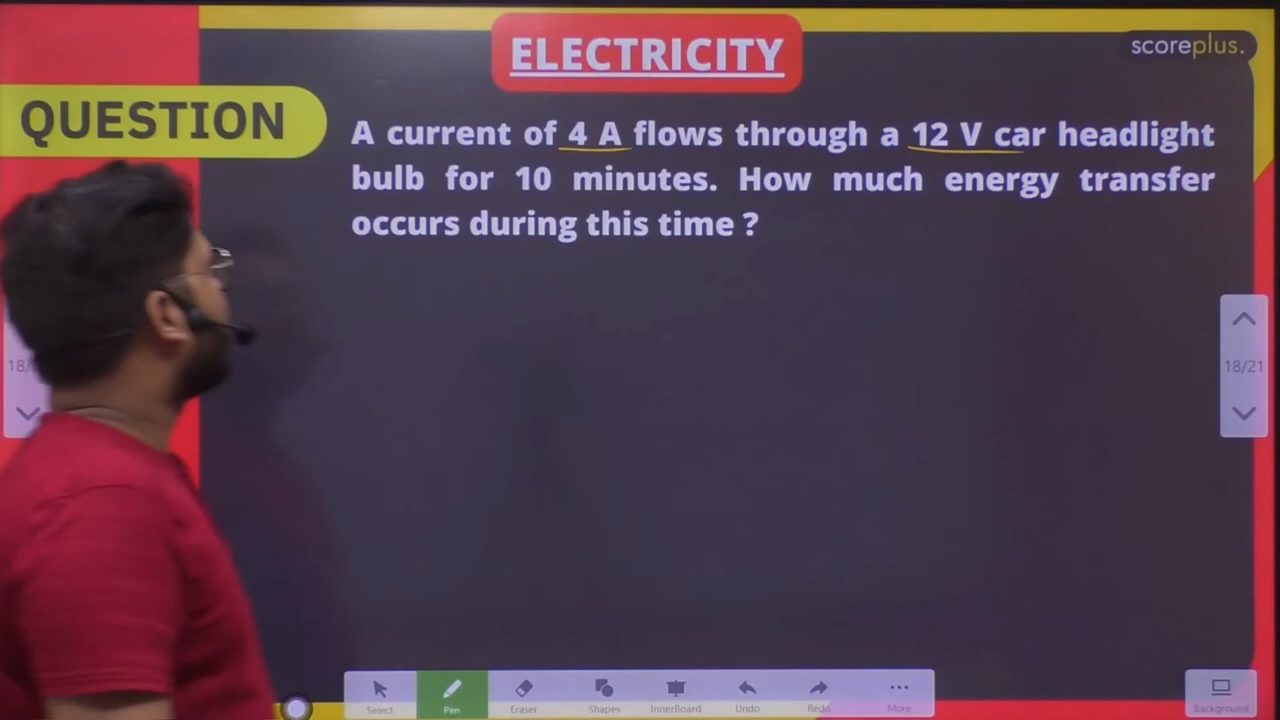 ELECTRICITY
scoreplus.
QUESTION
A current of 4 A flows through a 12 V car headlight
bulb for 10 minutes. How much energy transfer
occurs during this time ?
18/
18/21
Select
Pen
Eraser
Shapes
InnerBoard
Undo
Redo
More
Background